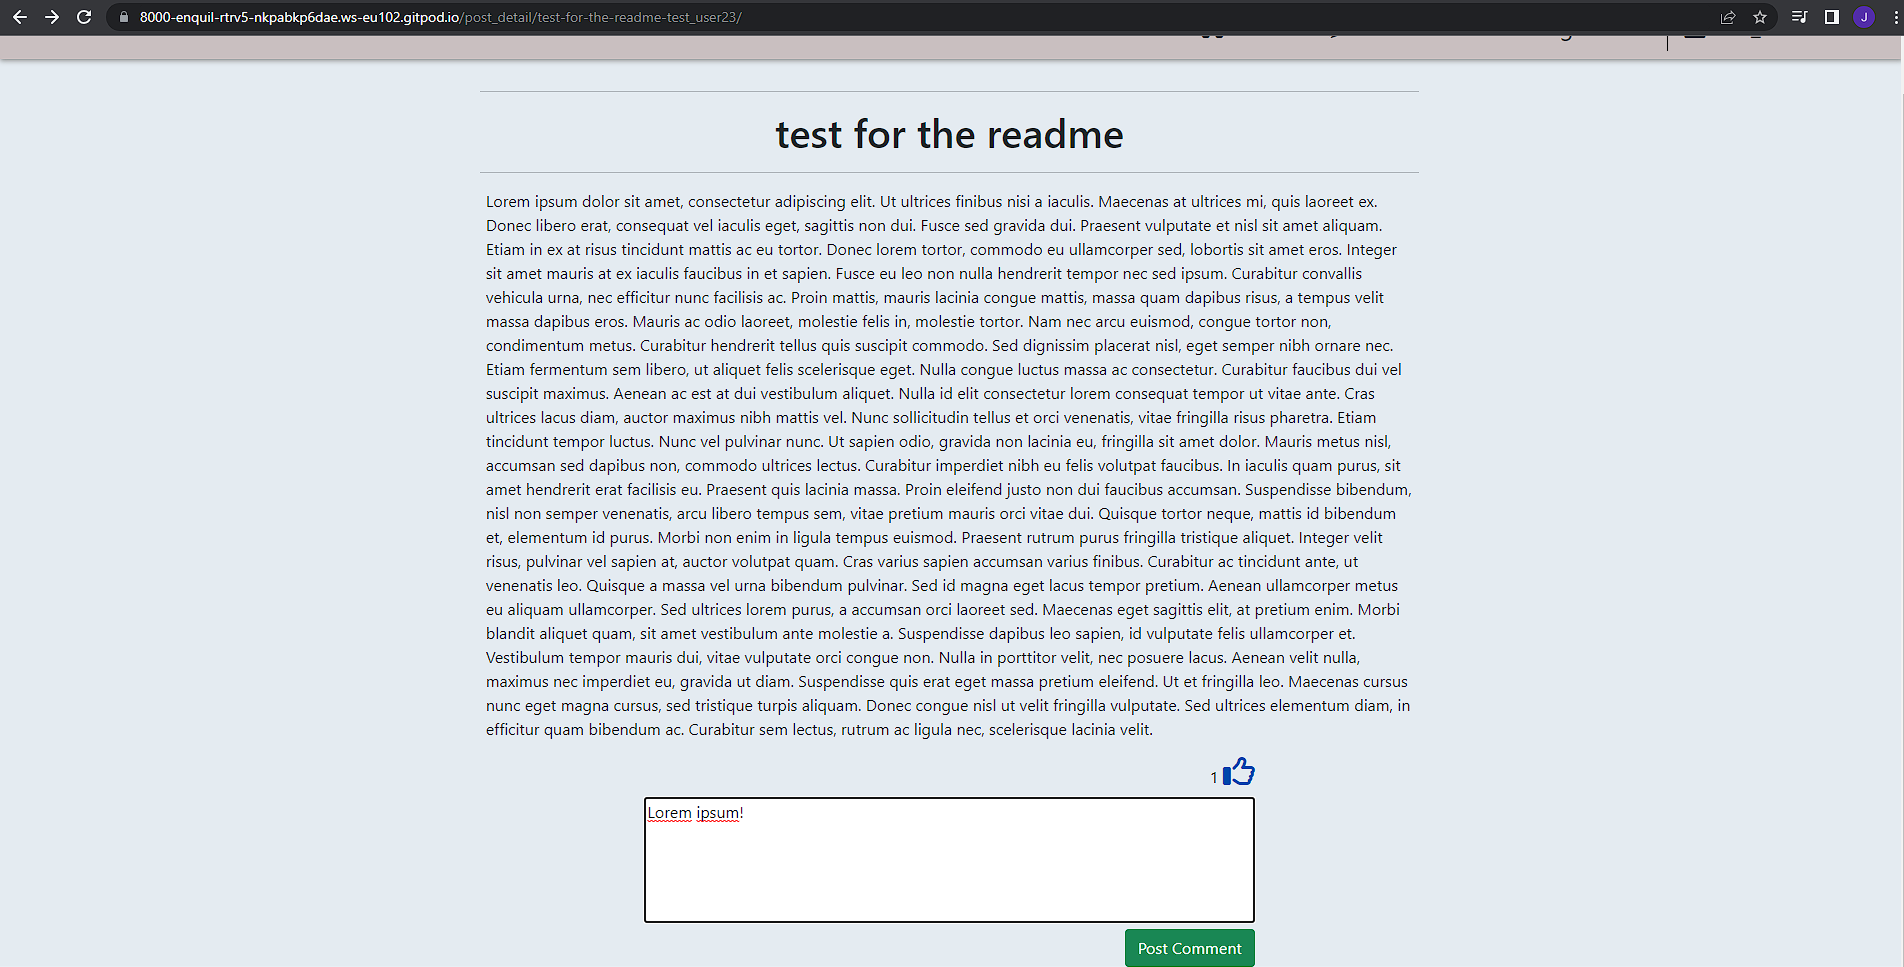 8000-enquil-rtrv5-nkpabkp6dae.ws-eu102.gitpod.io/post_detail/test-for-the-readme-test_user23/
J
test for the readme
Lorem ipsum dolor sit amet, consectetur adipiscing elit. Ut ultrices finibus nisi a iaculis. Maecenas at ultrices mi, quis laoreet ex.
Donec libero erat, consequat vel iaculis eget, sagittis non dui. Fusce sed gravida dui. Praesent vulputate et nisl sit amet aliquam.
Etiam in ex at risus tincidunt mattis ac eu tortor. Donec lorem tortor, commodo eu ullamcorper sed, lobortis sit amet eros. Integer
sit amet mauris at ex iaculis faucibus in et sapien. Fusce eu leo non nulla hendrerit tempor nec sed ipsum. Curabitur convallis
vehicula urna, nec efficitur nunc facilisis ac. Proin mattis, mauris lacinia congue mattis, massa quam dapibus risus, a tempus velit
massa dapibus eros. Mauris ac odio laoreet, molestie felis in, molestie tortor. Nam nec arcu euismod, congue tortor non,
condimentum metus. Curabitur hendrerit tellus quis suscipit commodo. Sed dignissim placerat nisl, eget semper nibh ornare nec.
Etiam fermentum sem libero, ut aliquet felis scelerisque eget. Nulla congue luctus massa ac consectetur. Curabitur faucibus dui vel
suscipit maximus. Aenean ac est at dui vestibulum aliquet. Nulla id elit consectetur lorem consequat tempor ut vitae ante. Cras
ultrices lacus diam, auctor maximus nibh mattis vel. Nunc sollicitudin tellus et orci venenatis, vitae fringilla risus pharetra. Etiam
tincidunt tempor luctus. Nunc vel pulvinar nunc. Ut sapien odio, gravida non lacinia eu, fringilla sit amet dolor. Mauris metus nisl,
accumsan sed dapibus non, commodo ultrices lectus. Curabitur imperdiet nibh eu felis volutpat faucibus. In iaculis quam purus, sit
amet hendrerit erat facilisis eu. Praesent quis lacinia massa. Proin eleifend justo non dui faucibus accumsan. Suspendisse bibendum,
nisl non semper venenatis, arcu libero tempus sem, vitae pretium mauris orci vitae dui. Quisque tortor neque, mattis id bibendum
et, elementum id purus. Morbi non enim in ligula tempus euismod. Praesent rutrum purus fringilla tristique aliquet. Integer velit
risus, pulvinar vel sapien at, auctor volutpat quam. Cras varius sapien accumsan varius finibus. Curabitur ac tincidunt ante, ut
venenatis leo. Quisque a massa vel urna bibendum pulvinar. Sed id magna eget lacus tempor pretium. Aenean ullamcorper metus
eu aliquam ullamcorper. Sed ultrices lorem purus, a accumsan orci laoreet sed. Maecenas eget sagittis elit, at pretium enim. Morbi
blandit aliquet quam, sit amet vestibulum ante molestie a. Suspendisse dapibus leo sapien, id vulputate felis ullamcorper et.
Vestibulum tempor mauris dui, vitae vulputate orci congue non. Nulla in porttitor velit, nec posuere lacus. Aenean velit nulla,
maximus nec imperdiet eu, gravida ut diam. Suspendisse quis erat eget massa pretium eleifend. Ut et fringilla leo. Maecenas cursus
nunc eget magna cursus, sed tristique turpis aliquam. Donec congue nisl ut velit fringilla vulputate. Sed ultrices elementum diam, in
efficitur quam bibendum ac. Curabitur sem lectus, rutrum ac ligula nec, scelerisque lacinia velit.
1
Lorem ipsum!
Post Comment